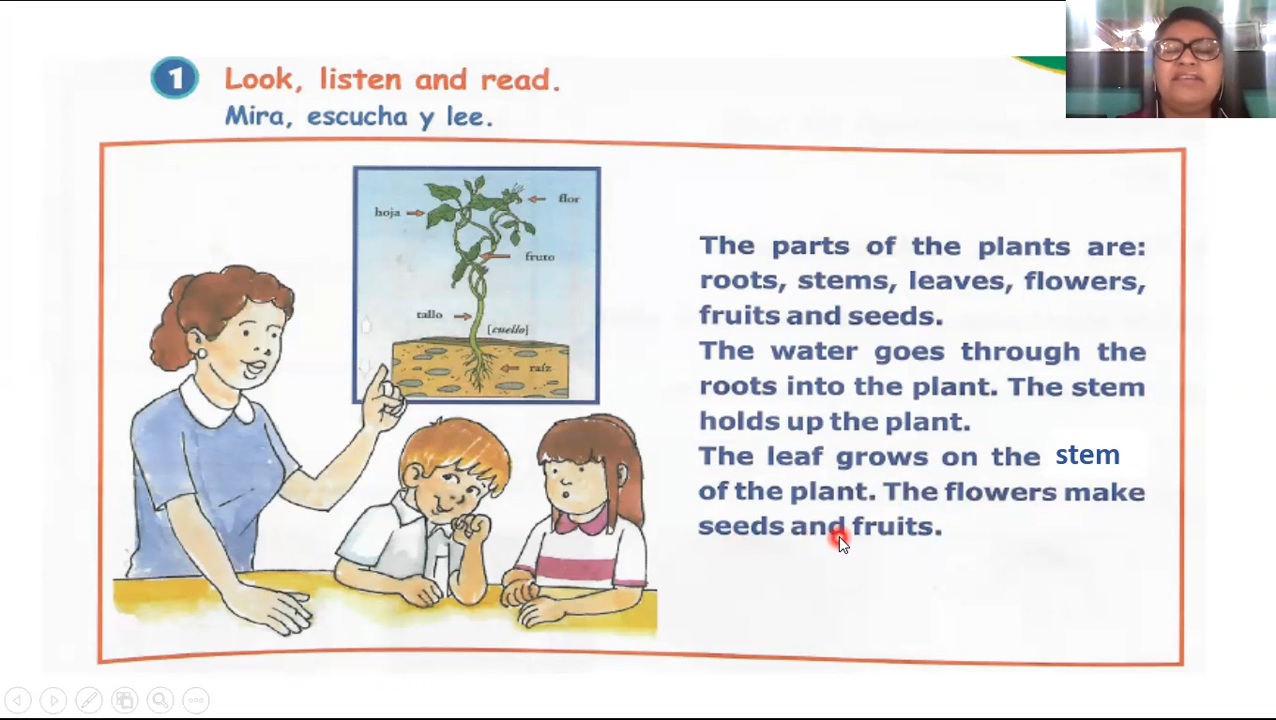 1 Look, listen and read.
Mira, escucha y lee.
hoja
flor
fruto
tallo
[cuello]
raíz
The parts of the plants are:
roots, stems, leaves, flowers,
fruits and seeds.
The water goes through the
roots into the plant. The stem
holds up the plant.
The leaf grows on the stem
of the plant. The flowers make
seeds and fruits.